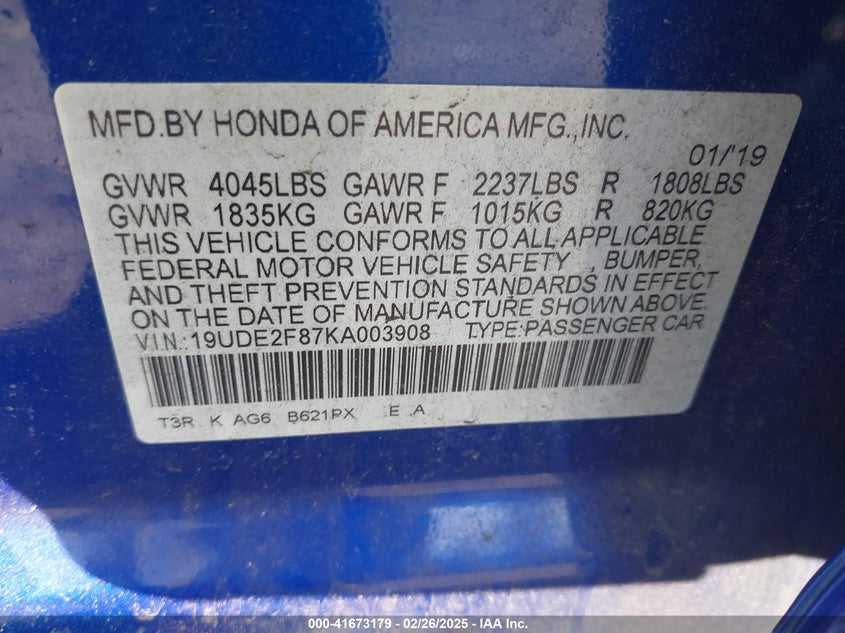 MFD.BY HONDA OF AMERICA MFG.,INC.
01/'19
GVWR 4045LBS GAWR F 2237LBS R 1808LBS
GVWR 1835KG GAWR F 1015KG R 820KG
THIS VEHICLE CONFORMS TO ALL APPLICABLE
FEDERAL MOTOR VEHICLE SAFETY , BUMPER,
AND THEFT PREVENTION STANDARDS IN EFFECT
ON THE DATE OF MANUFACTURE SHOWN ABOVE.
V.I.N.:19UDE2F87KA003908 TYPE:PASSENGER CAR
T3R K AG6 B621PX E .A
000-41673179 - 02/26/2025 - IAA Inc.